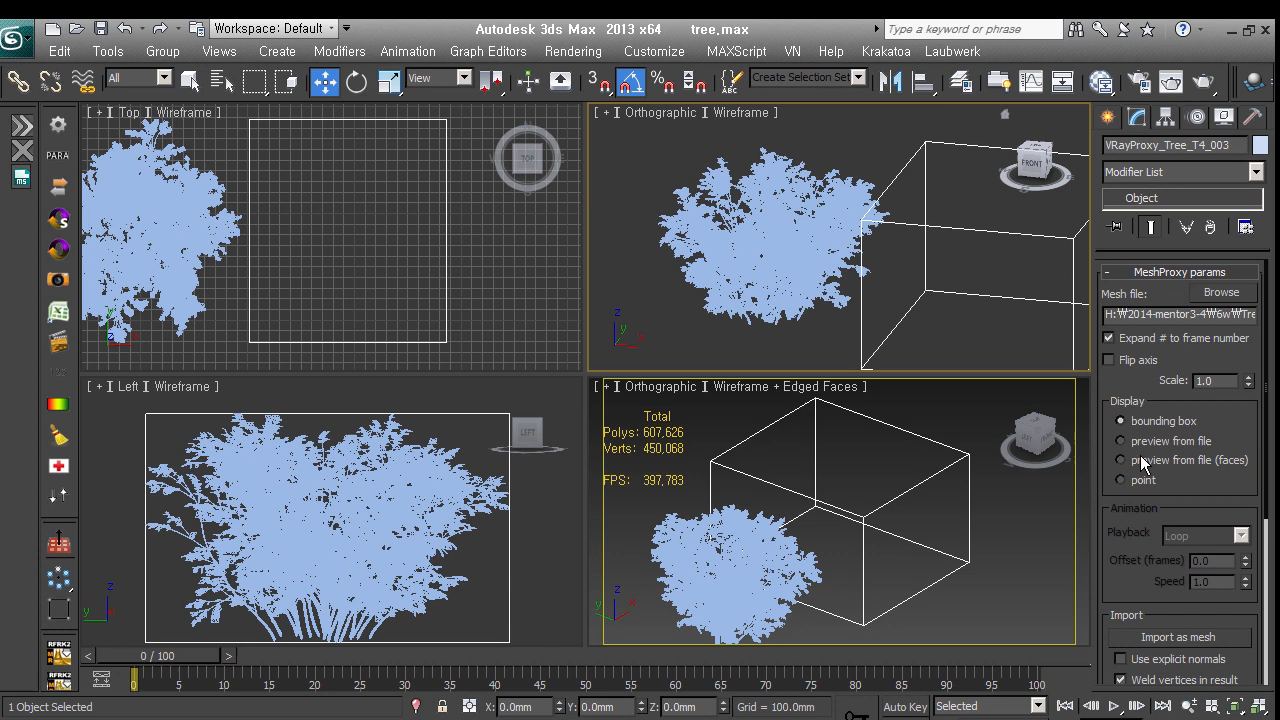 Workspace: Default
Autodesk 3ds Max 2013 x64 tree.max
Type a keyword or phrase
Edit Tools Group Views Create Modifiers Animation Graph Editors Rendering Customize MAXScript VN Help Krakatoa Laubwerk
All
View
3
Create Selection Set
ABC
[ + ] Top ] Wireframe ]
TOP
[ + ] Orthographic ] Wireframe ]
FRONT
z
y
x
PARA
S
[ + ] Left ] Wireframe ]
LEFT
z
y
[ + ] Orthographic ] Wireframe + Edged Faces ]
Total
Polys: 607,626
Verts: 450,068
FPS: 397,783
z
y
x
VRayProxy_Tree_T4_003
Modifier List
Object
- MeshProxy params
Mesh file: Browse
H:₩2014-mentor3-4₩6w₩Tre
Expand # to frame number
Flip axis
Scale: 1.0
Display
bounding box
preview from file
preview from file (faces)
point
Animation
Playback Loop
Offset (frames) 0.0
Speed 1.0
Import
Import as mesh
Use explicit normals
Weld vertices in result
RFRK2
RFRK2
< 0 / 100 >
0 5 10 15 20 25 30 35 40 45 50 55 60 65 70 75 80 85 90 95 100
1 Object Selected
X: 0.0mm Y: 0.0mm Z: 0.0mm Grid = 100.0mm
Auto Key Selected